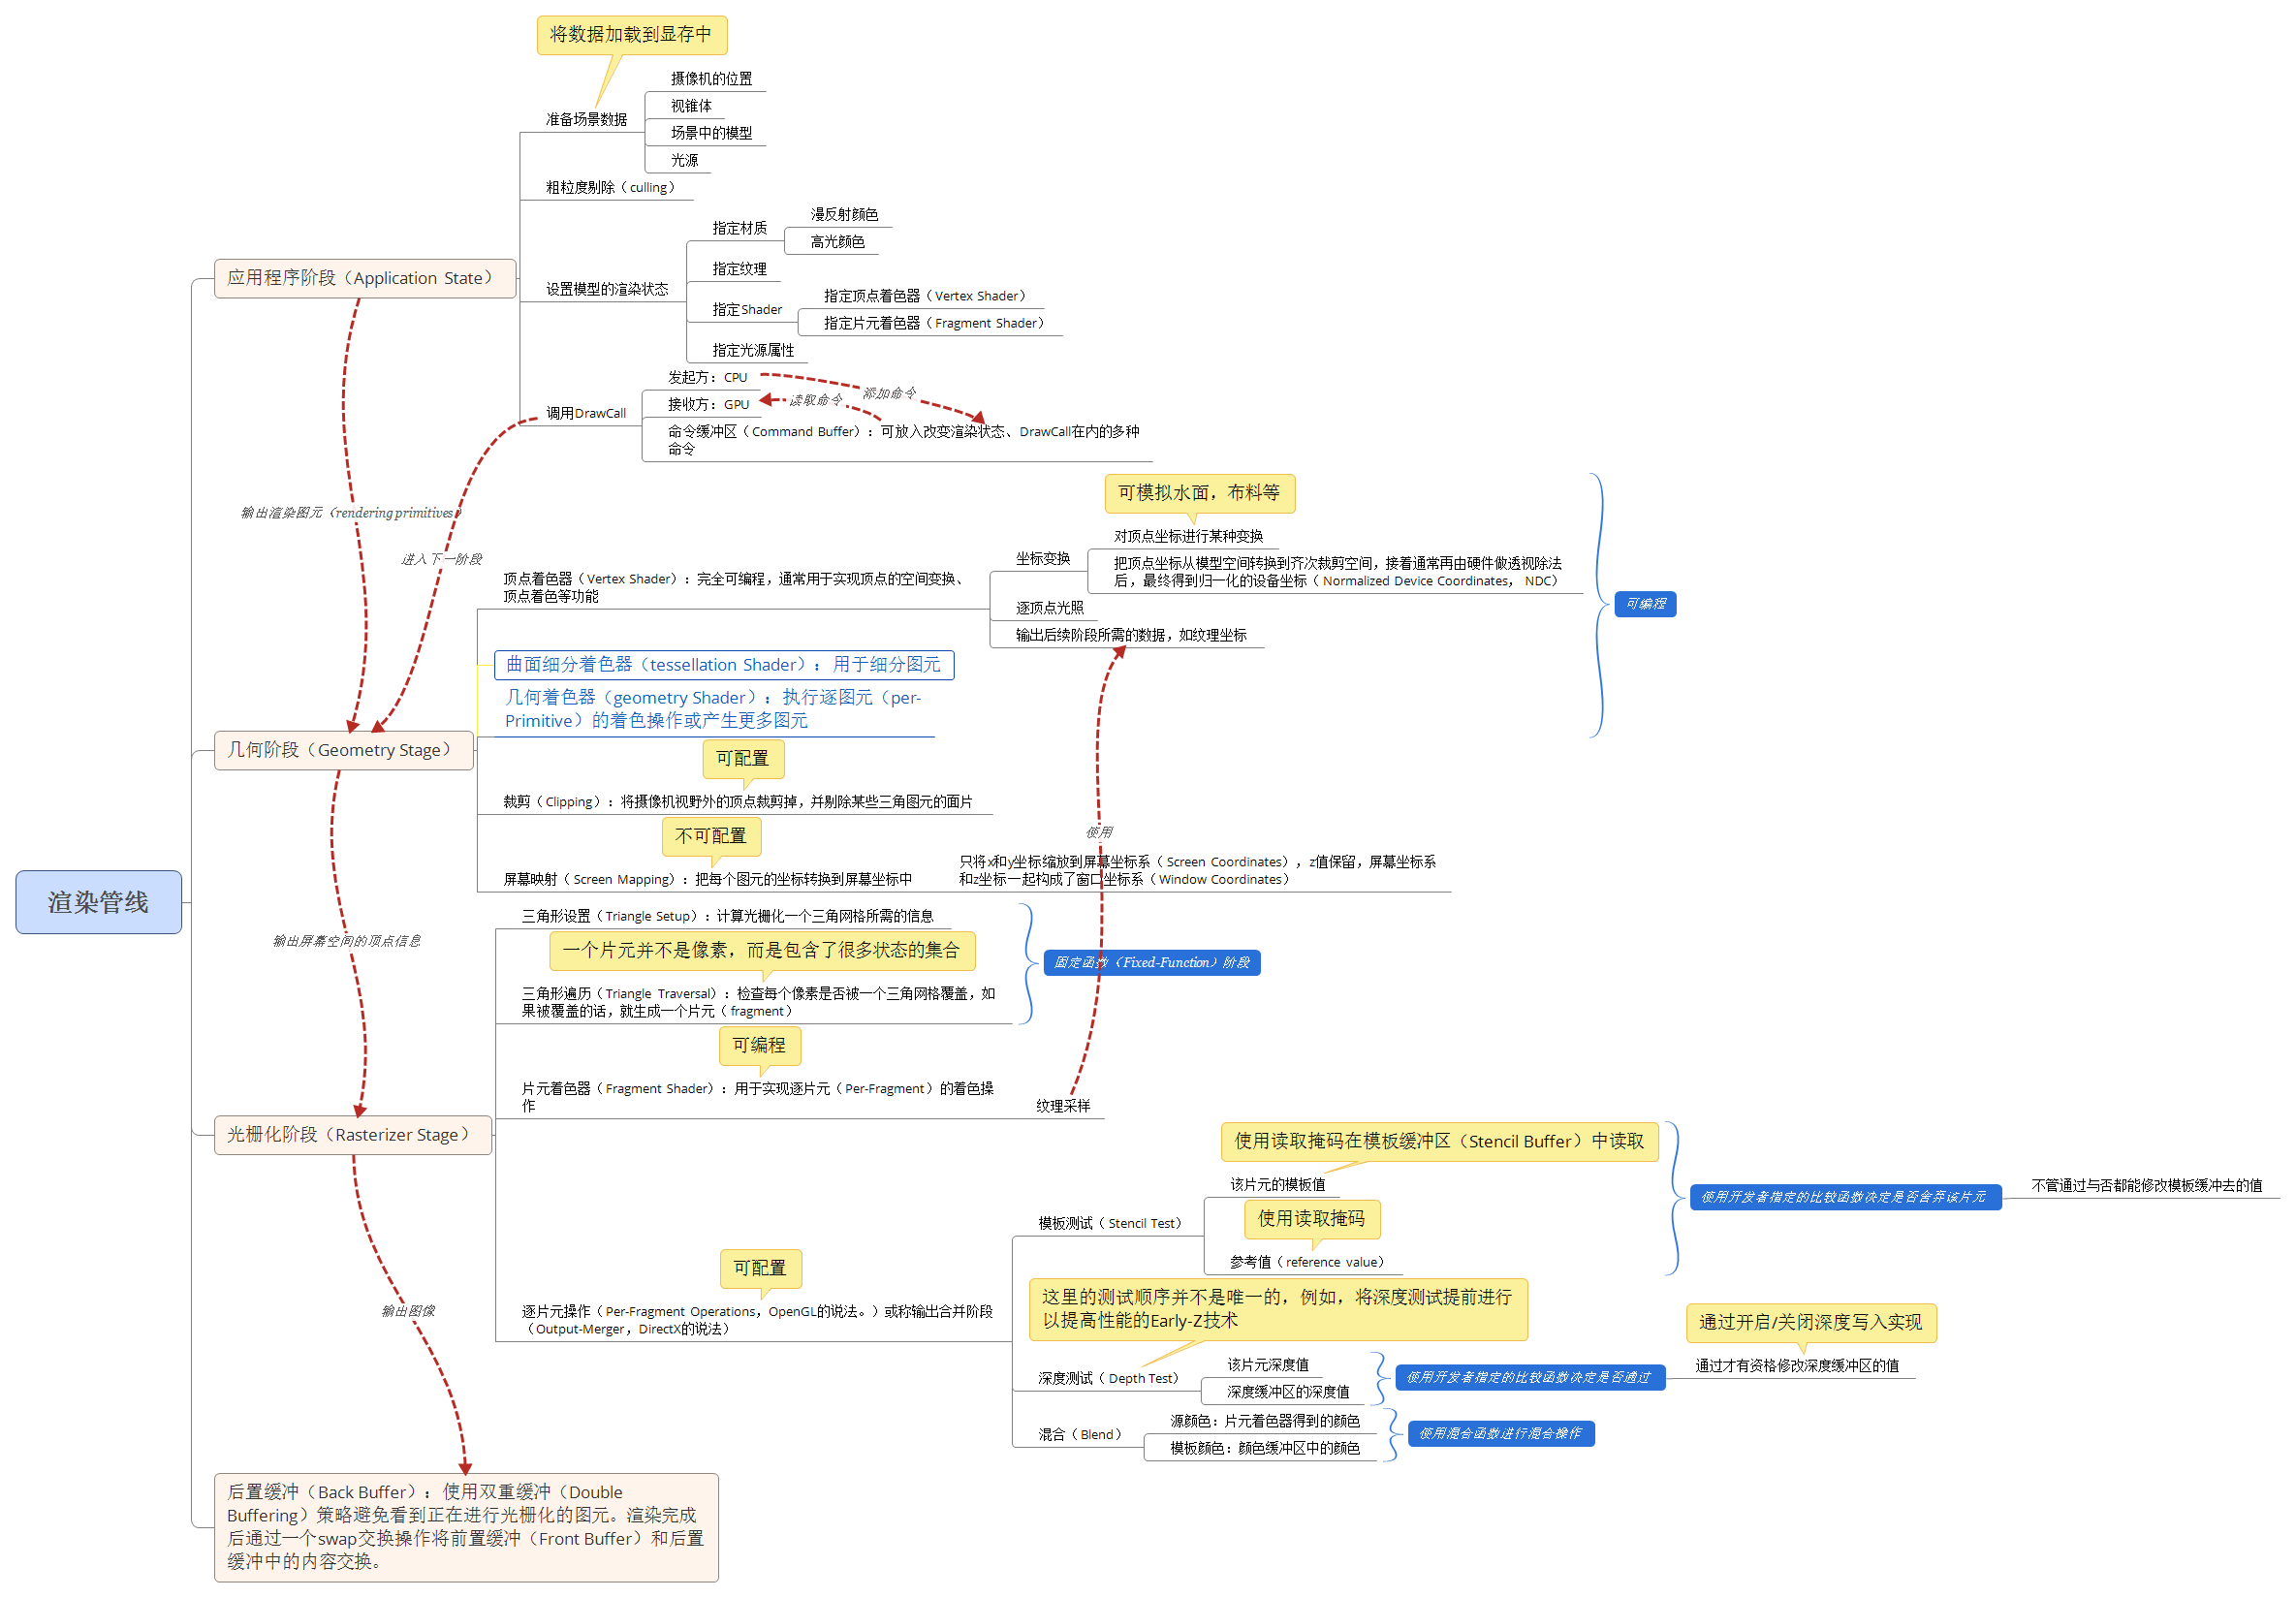 渲染管线
应用程序阶段（Application State）
将数据加载到显存中
准备场景数据
摄像机的位置
视锥体
场景中的模型
光源
粗粒度剔除（culling）
设置模型的渲染状态
指定材质
漫反射颜色
高光颜色
指定纹理
指定Shader
指定顶点着色器（Vertex Shader）
指定片元着色器（Fragment Shader）
指定光源属性
调用DrawCall
发起方：CPU
接收方：GPU
命令缓冲区（Command Buffer）：可放入改变渲染状态、DrawCall在内的多种
命令
添加命令
读取命令
输出渲染图元（rendering primitives）
进入下一阶段
几何阶段（Geometry Stage）
顶点着色器（Vertex Shader）：完全可编程，通常用于实现顶点的空间变换、
顶点着色等功能
坐标变换
可模拟水面，布料等
对顶点坐标进行某种变换
把顶点坐标从模型空间转换到齐次裁剪空间，接着通常再由硬件做透视除法
后，最终得到归一化的设备坐标（Normalized Device Coordinates， NDC）
逐顶点光照
输出后续阶段所需的数据，如纹理坐标
曲面细分着色器（tessellation Shader）：用于细分图元
几何着色器（geometry Shader）：执行逐图元（per-
Primitive）的着色操作或产生更多图元
可编程
可配置
裁剪（Clipping）：将摄像机视野外的顶点裁剪掉，并剔除某些三角图元的面片
不可配置
屏幕映射（Screen Mapping）：把每个图元的坐标转换到屏幕坐标中
只将x和y坐标缩放到屏幕坐标系（Screen Coordinates），z值保留，屏幕坐标系
和z坐标一起构成了窗口坐标系（Window Coordinates）
使用
输出屏幕空间的顶点信息
光栅化阶段（Rasterizer Stage）
三角形设置（Triangle Setup）：计算光栅化一个三角网格所需的信息
一个片元并不是像素，而是包含了很多状态的集合
三角形遍历（Triangle Traversal）：检查每个像素是否被一个三角网格覆盖，如
果被覆盖的话，就生成一个片元（fragment）
固定函数（Fixed-Function）阶段
可编程
片元着色器（Fragment Shader）：用于实现逐片元（Per-Fragment）的着色操
作
纹理采样
可配置
逐片元操作（Per-Fragment Operations，OpenGL的说法。）或称输出合并阶段
（Output-Merger，DirectX的说法）
模板测试（Stencil Test）
使用读取掩码在模板缓冲区（Stencil Buffer）中读取
该片元的模板值
使用读取掩码
参考值（reference value）
使用开发者指定的比较函数决定是否舍弃该片元
不管通过与否都能修改模板缓冲去的值
这里的测试顺序并不是唯一的，例如，将深度测试提前进行
以提高性能的Early-Z技术
深度测试（Depth Test）
该片元深度值
深度缓冲区的深度值
使用开发者指定的比较函数决定是否通过
通过开启/关闭深度写入实现
通过才有资格修改深度缓冲区的值
混合（Blend）
源颜色：片元着色器得到的颜色
模板颜色：颜色缓冲区中的颜色
使用混合函数进行混合操作
输出图像
后置缓冲（Back Buffer）：使用双重缓冲（Double
Buffering）策略避免看到正在进行光栅化的图元。渲染完成
后通过一个swap交换操作将前置缓冲（Front Buffer）和后置
缓冲中的内容交换。